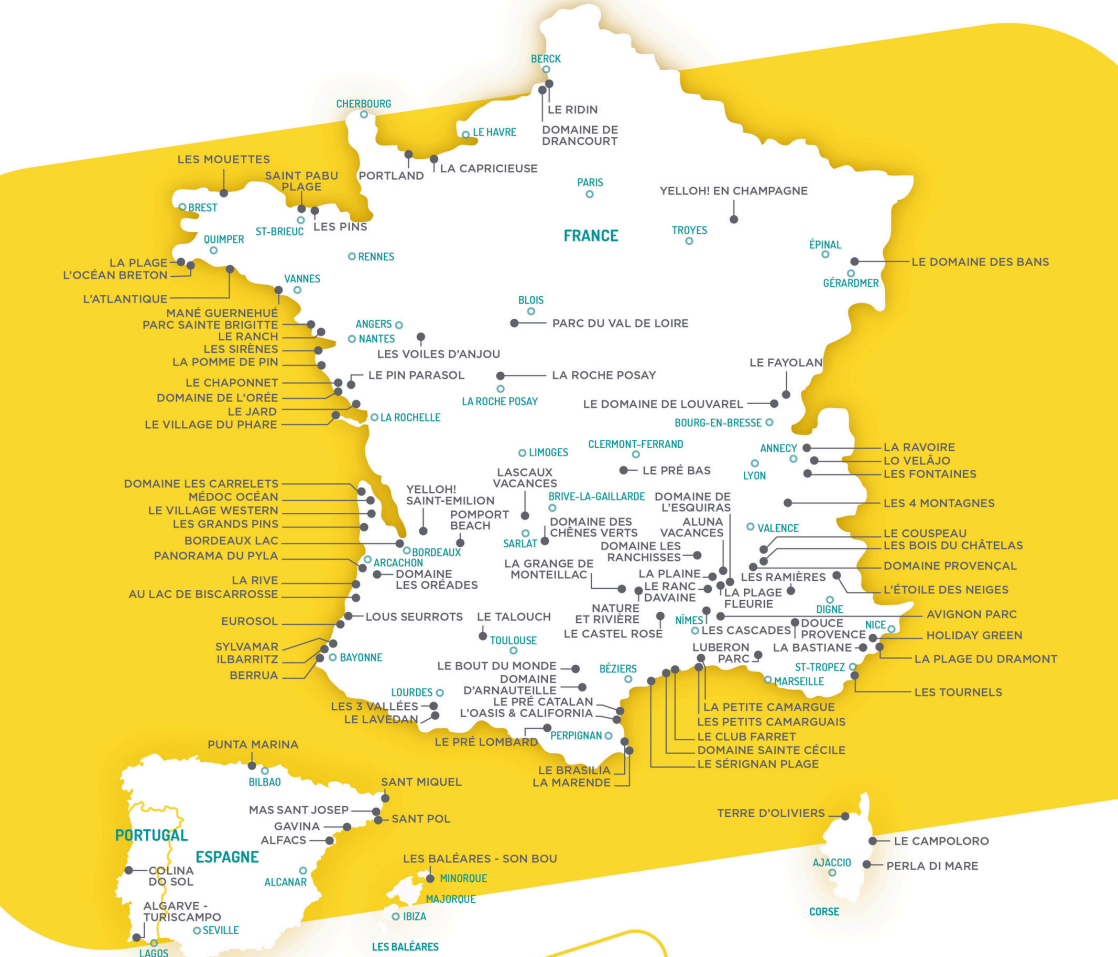 BERCK
LE RIDIN
DOMAINE DE
DRANCOURT
CHERBOURG
LE HAVRE
LA CAPRICIEUSE
PORTLAND
LES MOUETTES
SAINT PABU
PLAGE
PARIS
YELLOH! EN CHAMPAGNE
BREST
ST-BRIEUC
LES PINS
FRANCE
TROYES
QUIMPER
RENNES
ÉPINAL
LE DOMAINE DES BANS
GÉRARDMER
LA PLAGE
L'OCÉAN BRETON
L'ATLANTIQUE
VANNES
BLOIS
MANÉ GUERNEHUÉ
PARC SAINTE BRIGITTE
LE RANCH
LES SIRÈNES
LA POMME DE PIN
ANGERS
NANTES
PARC DU VAL DE LOIRE
LES VOILES D'ANJOU
LE CHAPONNET
DOMAINE DE L'ORÉE
LE JARD
LE VILLAGE DU PHARE
LE PIN PARASOL
LA ROCHE POSAY
LA ROCHE POSAY
LA ROCHELLE
LE FAYOLAN
LE DOMAINE DE LOUVAREL
BOURG-EN-BRESSE
LIMOGES
CLERMONT-FERRAND
LE PRÉ BAS
ANNECY
LYON
LA RAVOIRE
LO VELÂJO
LES FONTAINES
LES 4 MONTAGNES
LASCAUX
VACANCES
BRIVE-LA-GAILLARDE
DOMAINE LES CARRELETS
MÉDOC OCÉAN
LE VILLAGE WESTERN
LES GRANDS PINS
BORDEAUX LAC
PANORAMA DU PYLA
LA RIVE
AU LAC DE BISCARROSSE
EUROSOL
SYLVAMAR
ILBARRITZ
BERRUA
YELLOH!
SAINT-EMILION
POMPORT
BEACH
BORDEAUX
ARCACHON
DOMAINE
LES ORÉADES
LOUS SEURROTS
BAYONNE
SARLAT
DOMAINE DES
CHÊNES VERTS
DOMAINE DE
L'ESQUIRAS
ALUNA
VACANCES
DOMAINE LES
RANCHISSES
VALENCE
LE COUSPEAU
LES BOIS DU CHÂTELAS
DOMAINE PROVENÇAL
L'ÉTOILE DES NEIGES
LA GRANGE DE
MONTEILLAC
LA PLAINE
LE RANC
DAVAINE
LES RAMIÈRES
LA PLAGE
FLEURIE
NATURE
ET RIVIÈRE
LE CASTEL ROSE
DIGNE
NÎMES
LES CASCADES
DOUCE
PROVENCE
NICE
AVIGNON PARC
HOLIDAY GREEN
LA PLAGE DU DRAMONT
LES TOURNELS
LE TALOUCH
TOULOUSE
LUBERON
PARC
LA BASTIANE
ST-TROPEZ
MARSEILLE
LE BOUT DU MONDE
DOMAINE
D'ARNAUTEILLE
BÉZIERS
LOURDES
LES 3 VALLÉES
LE LAVEDAN
LE PRÉ CATALAN
L'OASIS & CALIFORNIA
LE PRÉ LOMBARD
PERPIGNAN
LA PETITE CAMARGUE
LES PETITS CAMARGUAIS
LE CLUB FARRET
DOMAINE SAINTE CÉCILE
LE SÉRIGNAN PLAGE
LE BRASILIA
LA MARENDE
PUNTA MARINA
BILBAO
SANT MIQUEL
MAS SANT JOSEP
SANT POL
GAVINA
ALFACS
PORTUGAL
ESPAGNE
COLINA
DO SOL
ALCANAR
ALGARVE -
TURISCAMPO
SEVILLE
LAGOS
LES BALÉARES - SON BOU
MINORQUE
MAJORQUE
IBIZA
LES BALÉARES
TERRE D'OLIVIERS
LE CAMPOLORO
AJACCIO
PERLA DI MARE
CORSE